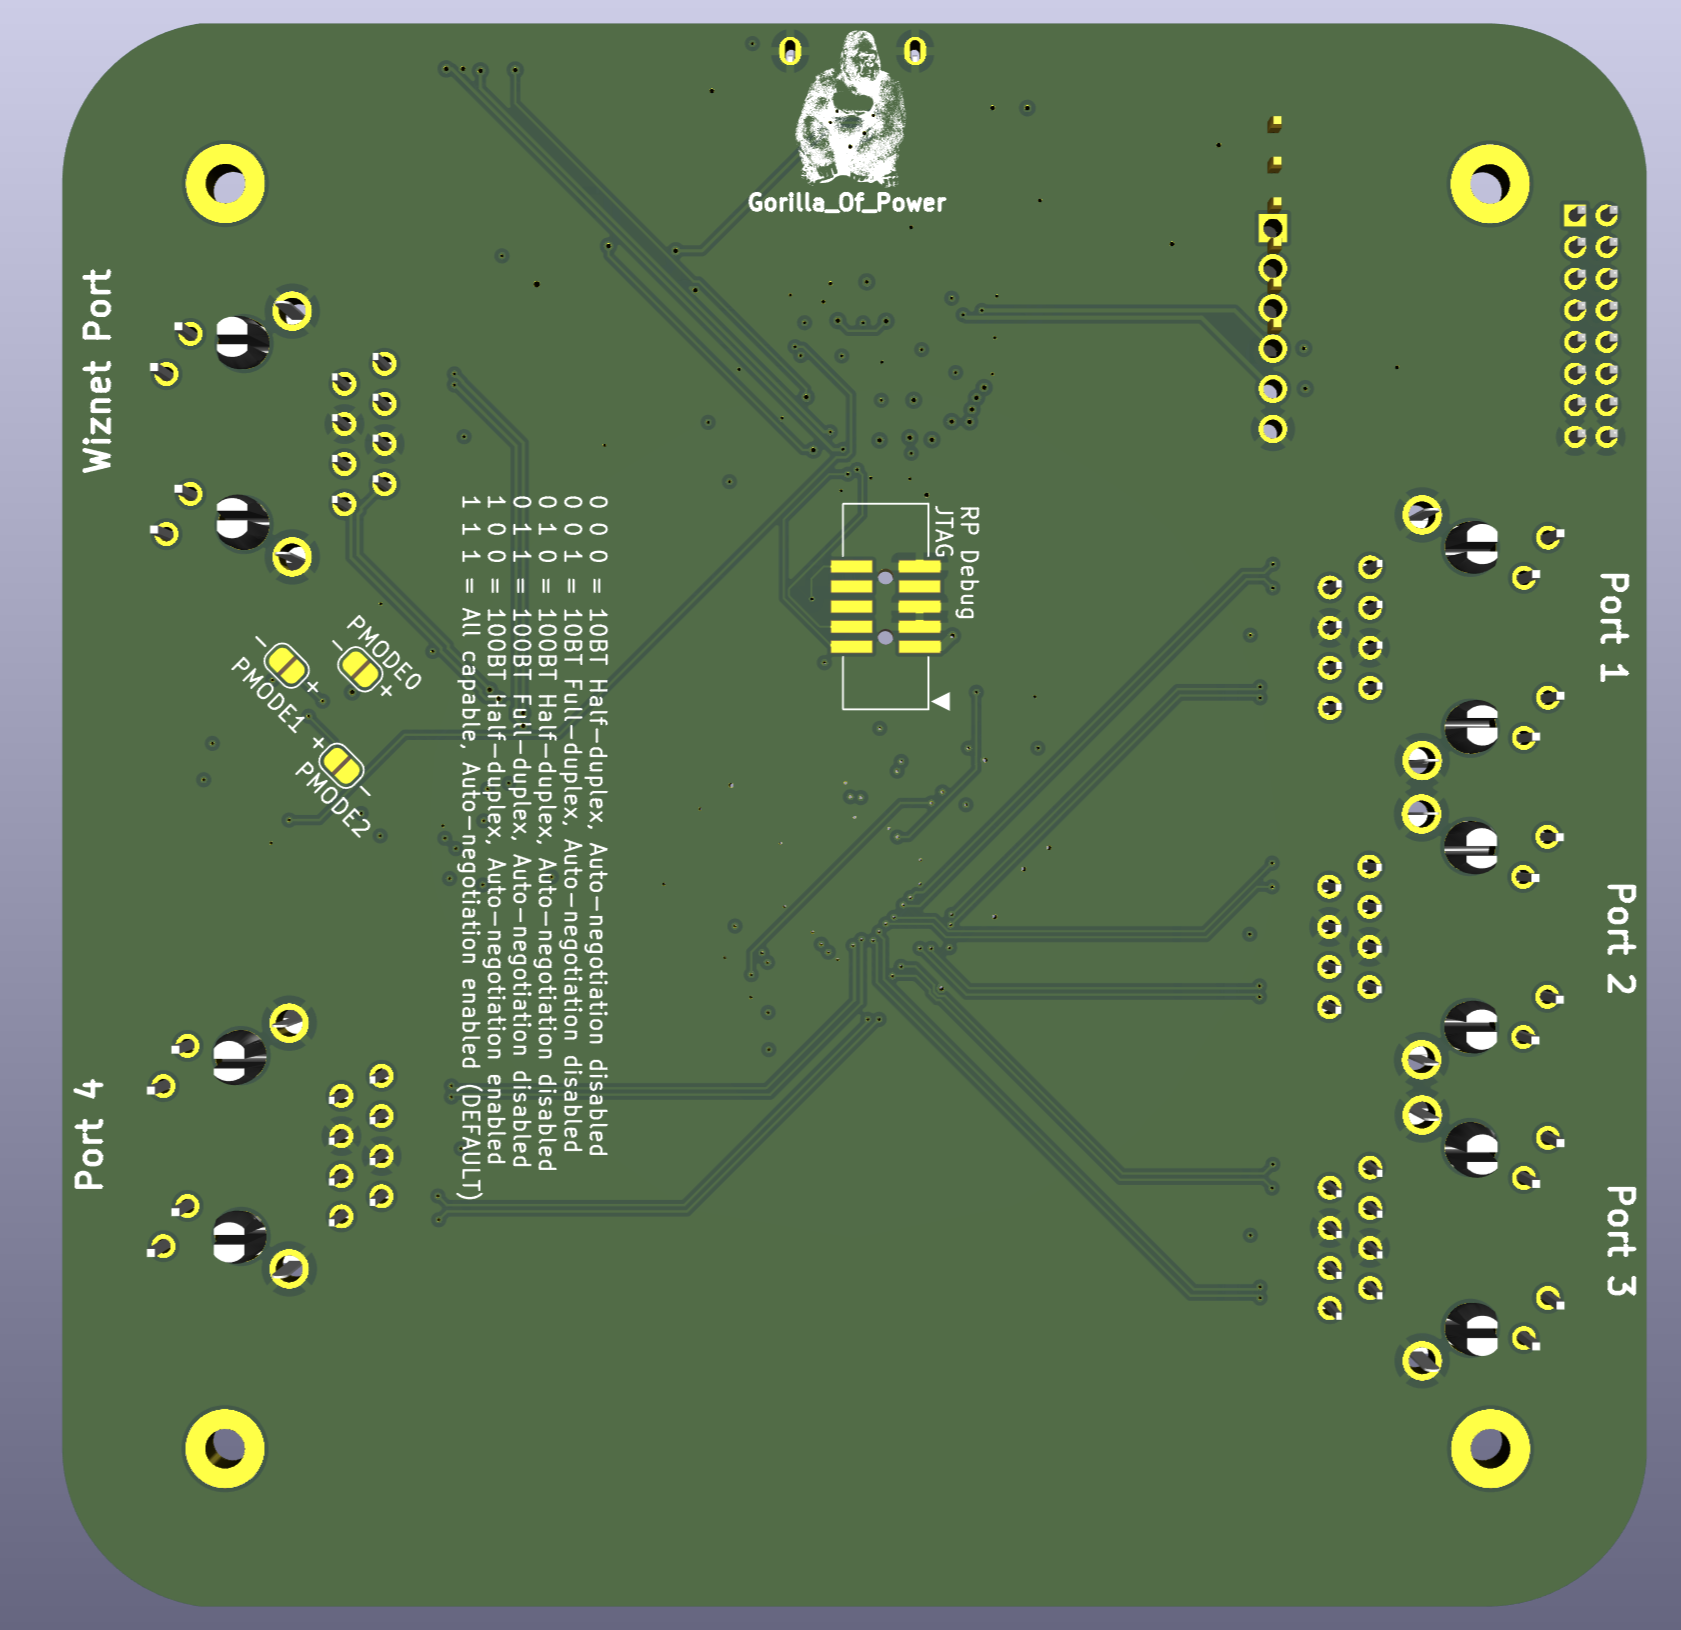 Gorilla_Of_Power
Wiznet Port
Port 4
PMODE0
- +
PMODE1
- +
PMODE2
+ -
0 0 0 = 10BT Half-duplex, Auto-negotiation disabled
0 0 1 = 10BT Full-duplex, Auto-negotiation disabled
0 1 0 = 100BT Half-duplex, Auto-negotiation disabled
0 1 1 = 100BT Full-duplex, Auto-negotiation disabled
1 0 0 = 100BT Half-duplex, Auto-negotiation enabled
1 1 1 = All capable, Auto-negotiation enabled (DEFAULT)
RP Debug
JTAG
Port 1
Port 2
Port 3